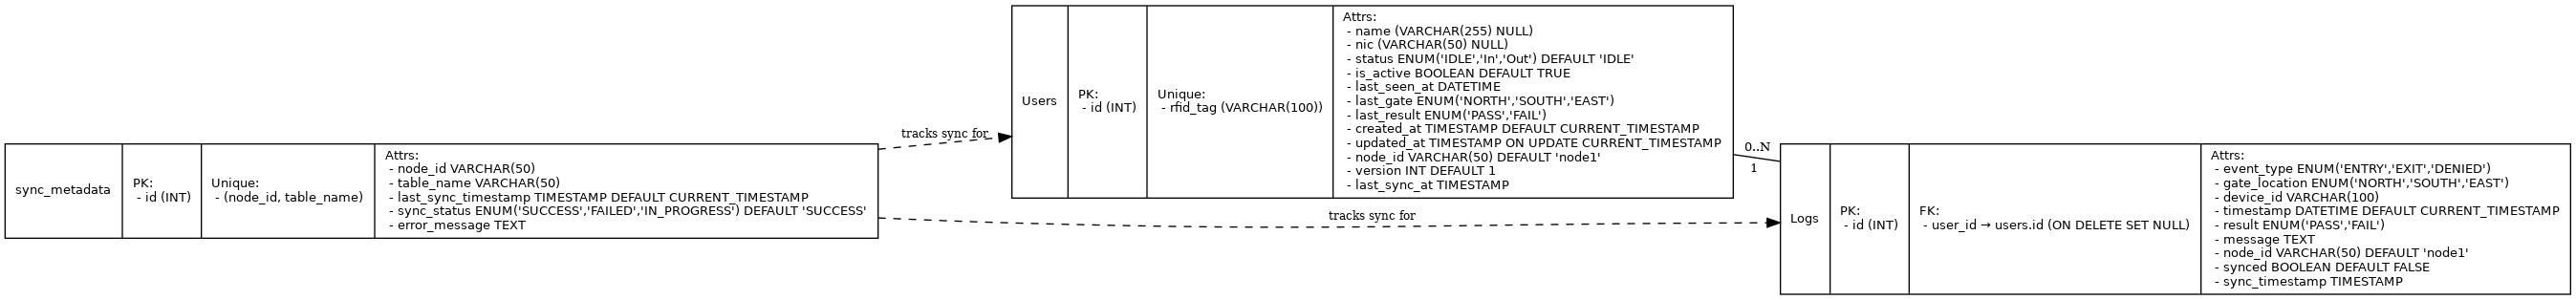 sync_metadata
PK:
- id (INT)
Unique:
- (node_id, table_name)
Attrs:
- node_id VARCHAR(50)
- table_name VARCHAR(50)
- last_sync_timestamp TIMESTAMP DEFAULT CURRENT_TIMESTAMP
- sync_status ENUM('SUCCESS','FAILED','IN_PROGRESS') DEFAULT 'SUCCESS'
- error_message TEXT
tracks sync for
tracks sync for
Users
PK:
- id (INT)
Unique:
- rfid_tag (VARCHAR(100))
Attrs:
- name (VARCHAR(255) NULL)
- nic (VARCHAR(50) NULL)
- status ENUM('IDLE','In','Out') DEFAULT 'IDLE'
- is_active BOOLEAN DEFAULT TRUE
- last_seen_at DATETIME
- last_gate ENUM('NORTH','SOUTH','EAST')
- last_result ENUM('PASS','FAIL')
- created_at TIMESTAMP DEFAULT CURRENT_TIMESTAMP
- updated_at TIMESTAMP ON UPDATE CURRENT_TIMESTAMP
- node_id VARCHAR(50) DEFAULT 'node1'
- version INT DEFAULT 1
- last_sync_at TIMESTAMP
0..N
1
Logs
PK:
- id (INT)
FK:
- user_id → users.id (ON DELETE SET NULL)
Attrs:
- event_type ENUM('ENTRY','EXIT','DENIED')
- gate_location ENUM('NORTH','SOUTH','EAST')
- device_id VARCHAR(100)
- timestamp DATETIME DEFAULT CURRENT_TIMESTAMP
- result ENUM('PASS','FAIL')
- message TEXT
- node_id VARCHAR(50) DEFAULT 'node1'
- synced BOOLEAN DEFAULT FALSE
- sync_timestamp TIMESTAMP